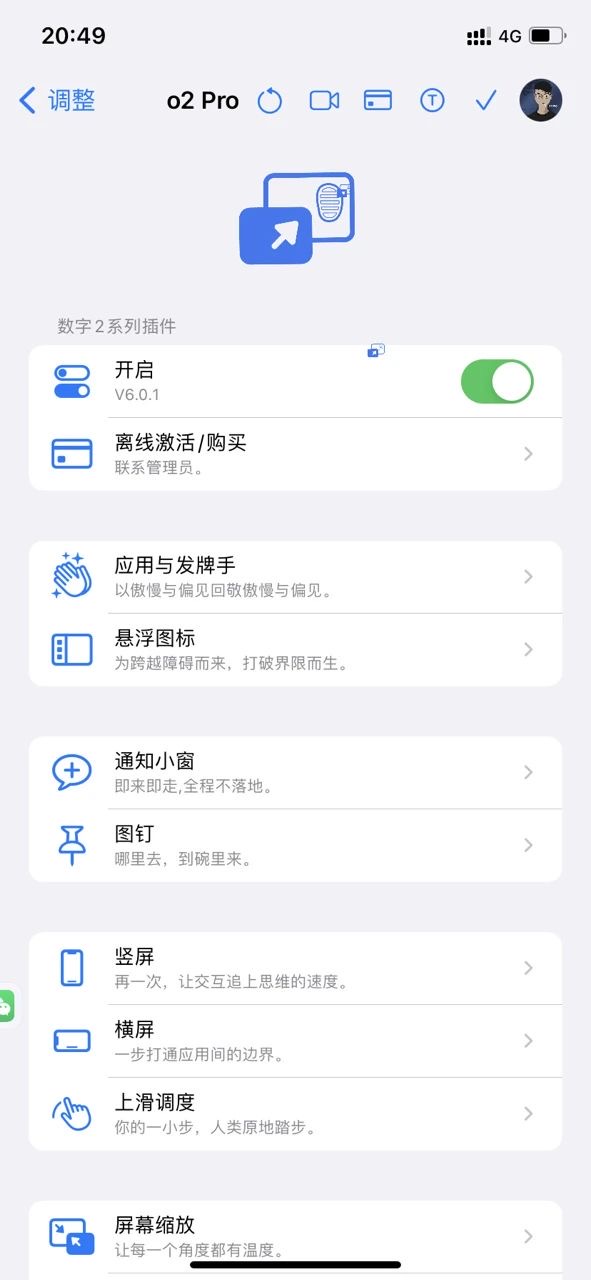 20:49
4G
调整
o2 Pro
T
数字2系列插件
开启
V6.0.1
离线激活/购买
联系管理员。
应用与发牌手
以傲慢与偏见回敬傲慢与偏见。
悬浮图标
为跨越障碍而来，打破界限而生。
通知小窗
即来即走,全程不落地。
图钉
哪里去，到碗里来。
竖屏
再一次，让交互追上思维的速度。
横屏
一步打通应用间的边界。
上滑调度
你的一小步，人类原地踏步。
屏幕缩放
让每一个角度都有温度。